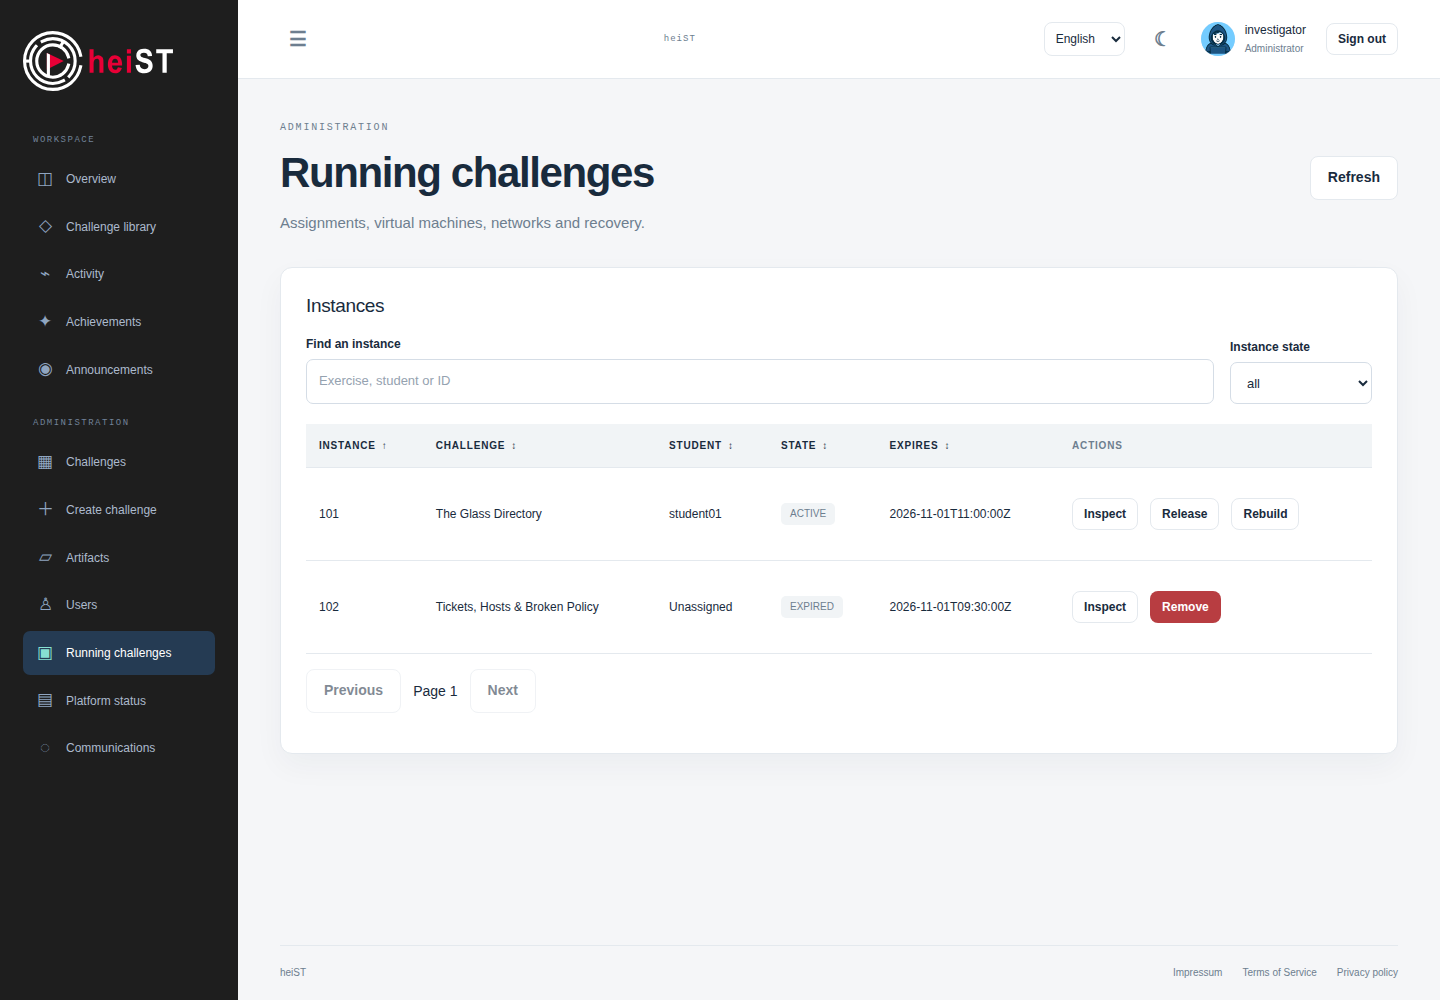 heiST
WORKSPACE
Overview
Challenge library
Activity
Achievements
Announcements
ADMINISTRATION
Challenges
Create challenge
Artifacts
Users
Running challenges
Platform status
Communications
heiST
English
investigator
Administrator
Sign out
ADMINISTRATION
Running challenges
Refresh
Assignments, virtual machines, networks and recovery.
Instances
Find an instance
Exercise, student or ID
Instance state
all
INSTANCE ↑ CHALLENGE ↕ STUDENT ↕ STATE ↕ EXPIRES ↕ ACTIONS
101 The Glass Directory student01 ACTIVE 2026-11-01T11:00:00Z Inspect Release Rebuild
102 Tickets, Hosts & Broken Policy Unassigned EXPIRED 2026-11-01T09:30:00Z Inspect Remove
Previous Page 1 Next
heiST
Impressum Terms of Service Privacy policy